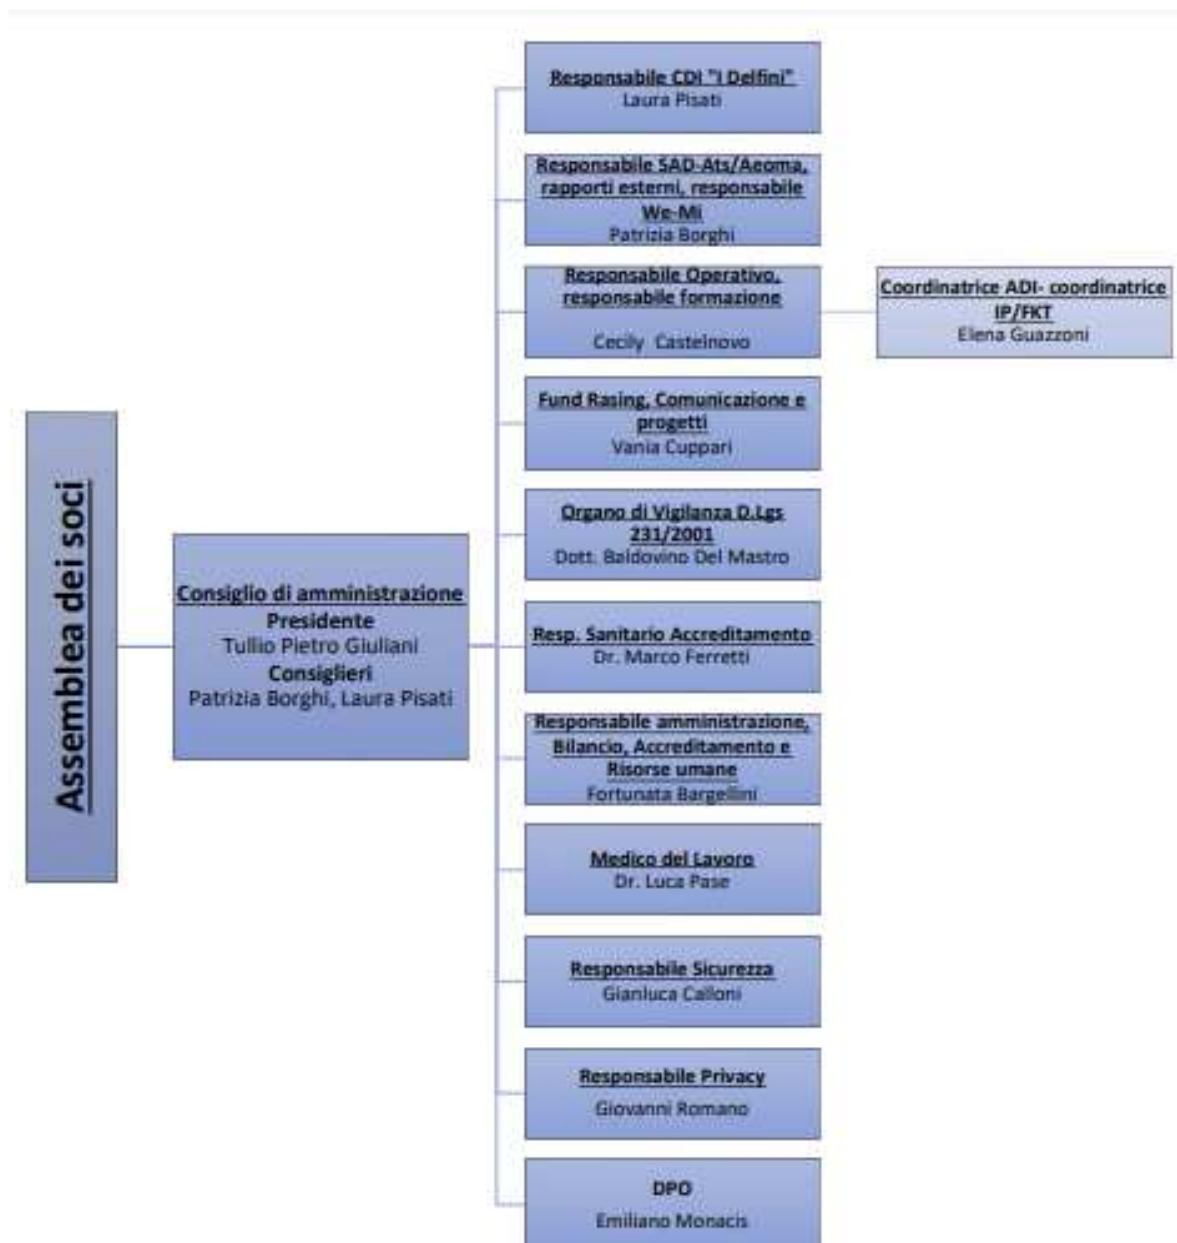 Assemblea dei soci
Consiglio di amministrazione
Presidente
Tullio Pietro Giuliani
Consiglieri
Patrizia Borghi, Laura Pisati
Responsabile CDI "I Delfini"
Laura Pisati
Responsabile SAD-Ats/Aeoma,
rapporti esterni, responsabile
We-Mi
Patrizia Borghi
Responsabile Operativo,
responsabile formazione
Cecily Castelnovo
Coordinatrice ADI- coordinatrice
IP/FKT
Elena Guazzoni
Fund Rasing, Comunicazione e
progetti
Vania Cuppari
Organo di Vigilanza D.Lgs
231/2001
Dott. Baldovino Del Mastro
Resp. Sanitario Accreditamento
Dr. Marco Ferretti
Responsabile amministrazione,
Bilancio, Accreditamento e
Risorse umane
Fortunata Bargellini
Medico del Lavoro
Dr. Luca Pase
Responsabile Sicurezza
Gianluca Calloni
Responsabile Privacy
Giovanni Romano
DPO
Emiliano Monacis